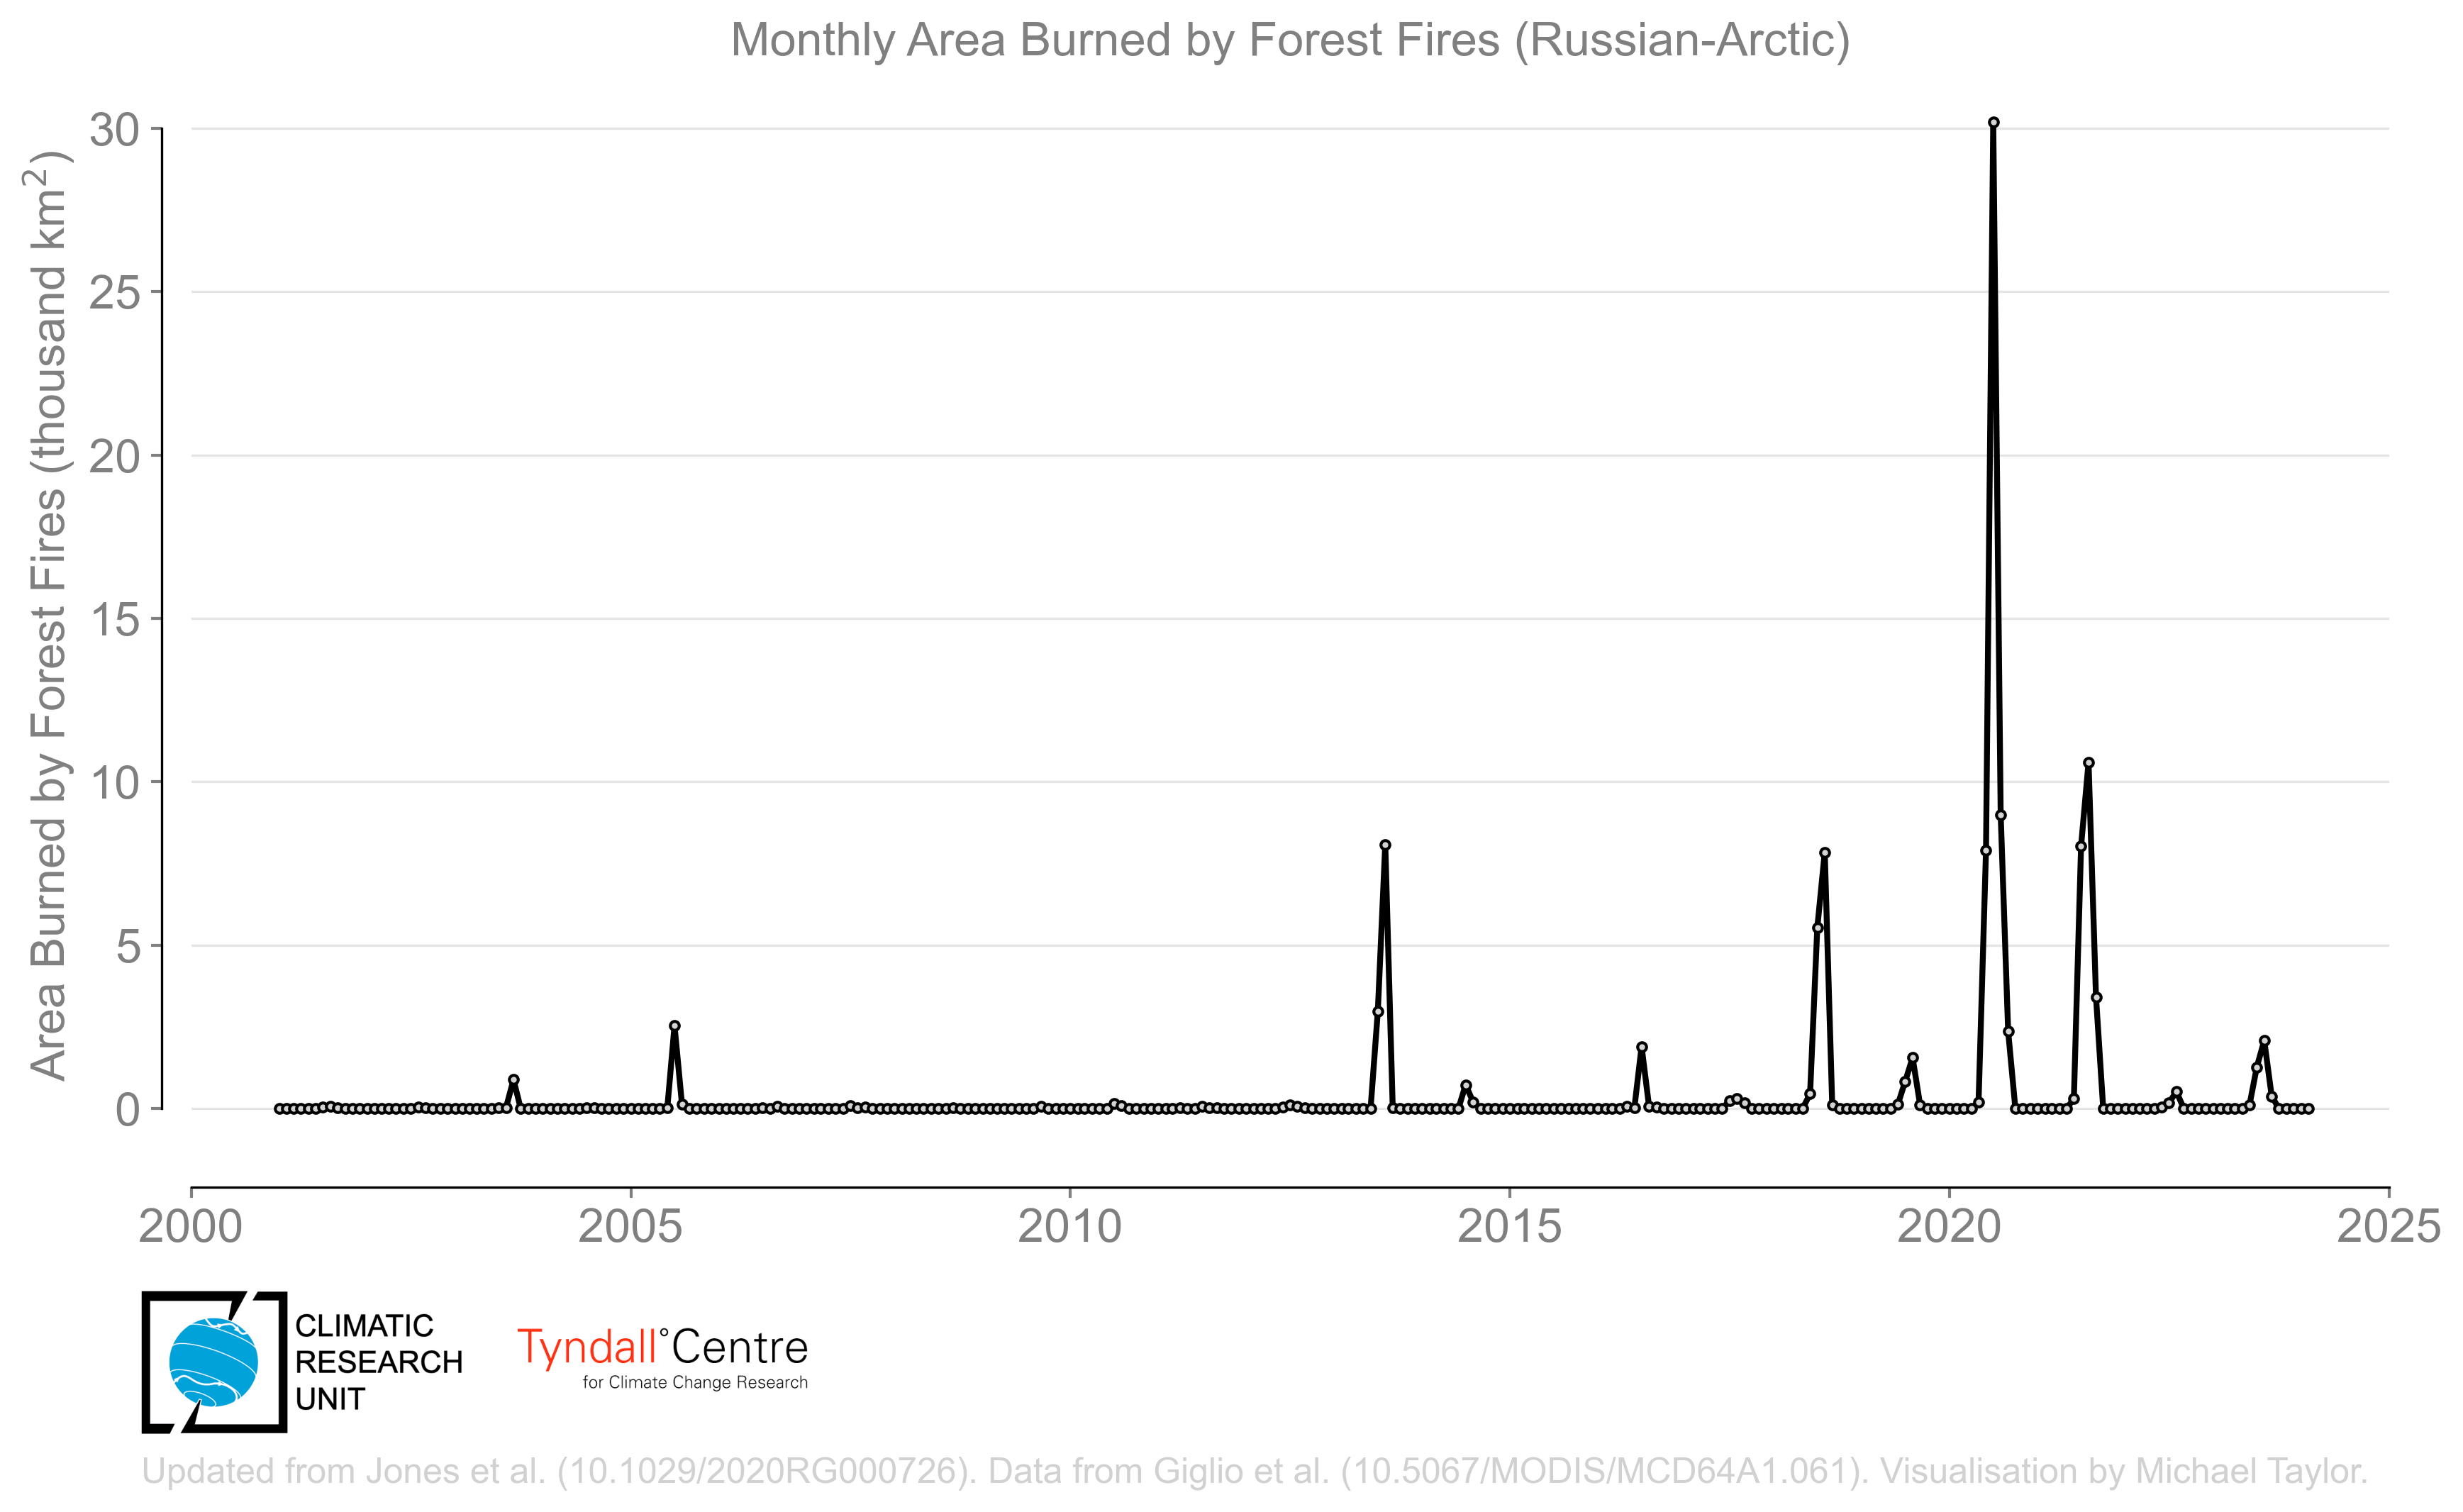 Monthly Area Burned by Forest Fires (Russian-Arctic)
Area Burned by Forest Fires (thousand km²)
30
25
20
15
10
5
0
2000 2005 2010 2015 2020 2025
CLIMATIC
RESEARCH
UNIT
Tyndall°Centre
for Climate Change Research
Updated from Jones et al. (10.1029/2020RG000726). Data from Giglio et al. (10.5067/MODIS/MCD64A1.061). Visualisation by Michael Taylor.